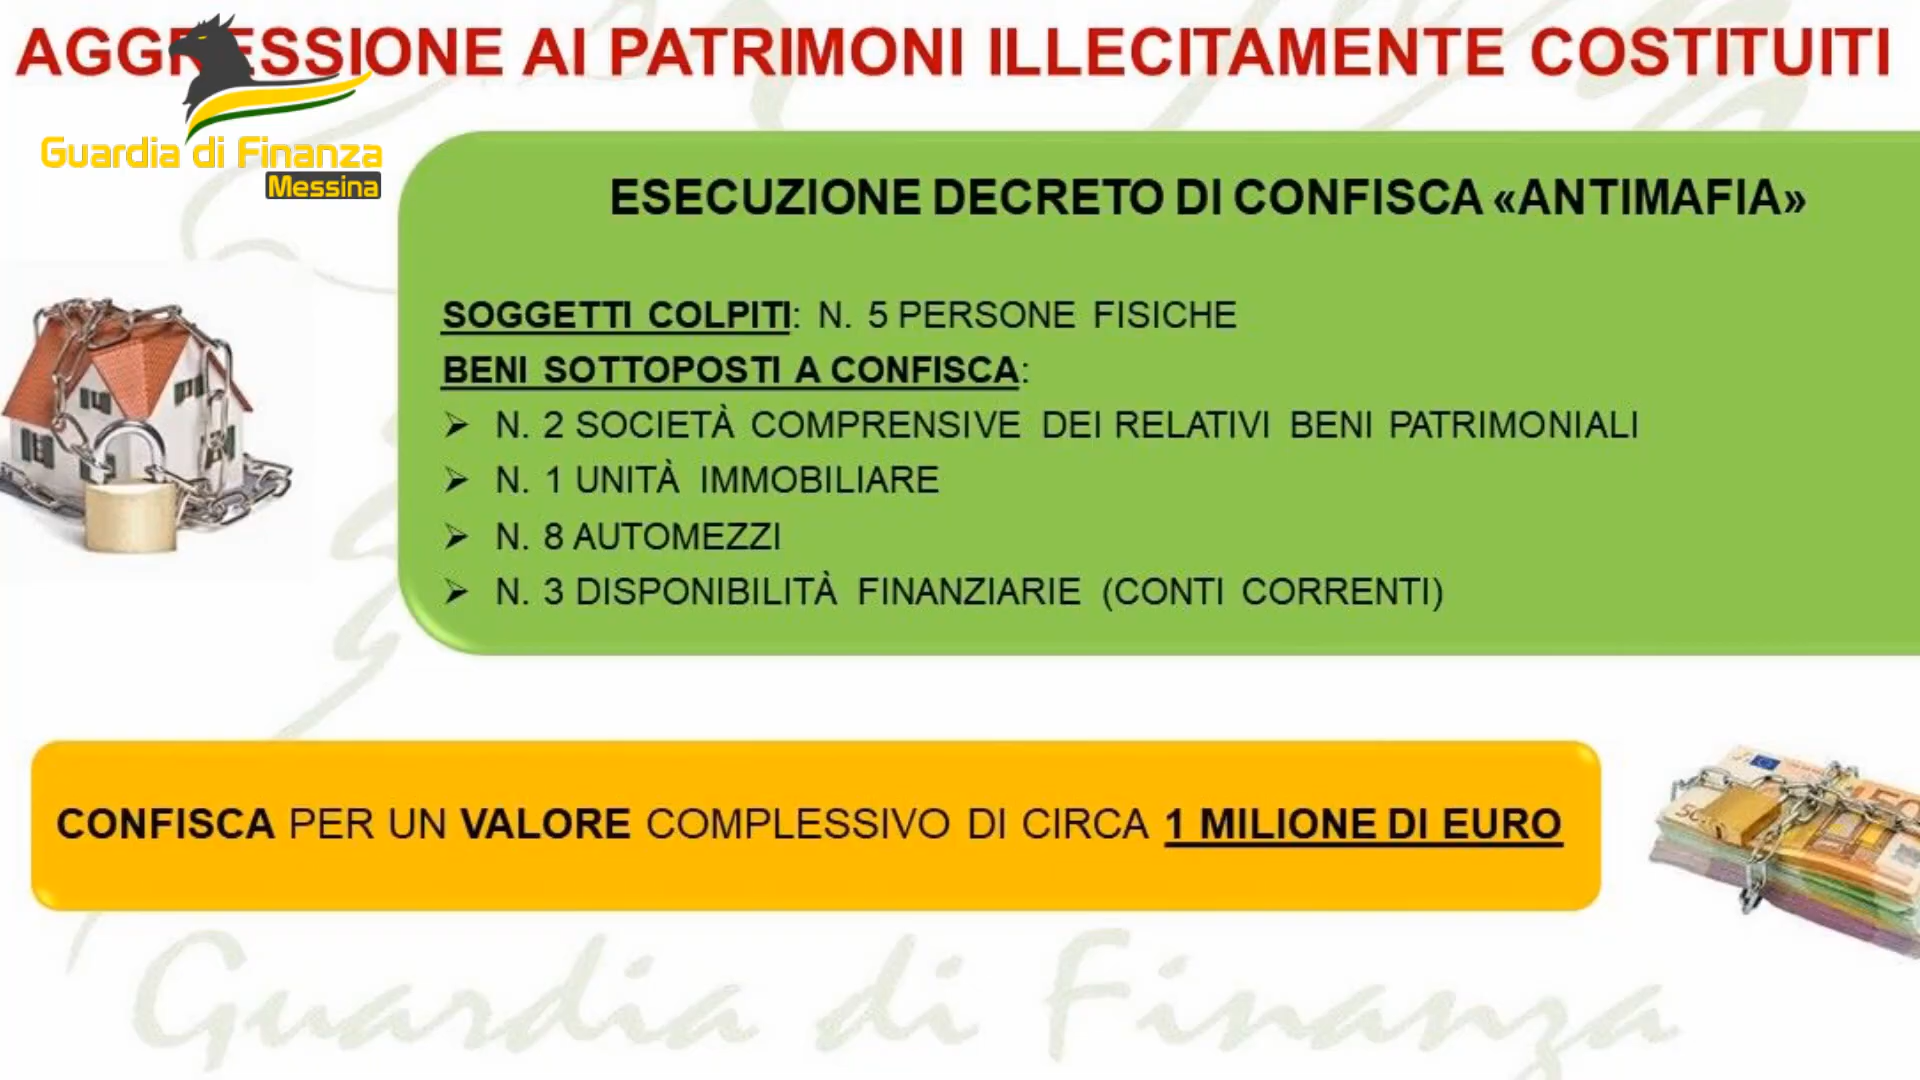 AGGRESSIONE AI PATRIMONI ILLECITAMENTE COSTITUITI
Guardia di Finanza
Messina
ESECUZIONE DECRETO DI CONFISCA «ANTIMAFIA»
SOGGETTI COLPITI: N. 5 PERSONE FISICHE
BENI SOTTOPOSTI A CONFISCA:
➢ N. 2 SOCIETÀ COMPRENSIVE DEI RELATIVI BENI PATRIMONIALI
➢ N. 1 UNITÀ IMMOBILIARE
➢ N. 8 AUTOMEZZI
➢ N. 3 DISPONIBILITÀ FINANZIARIE (CONTI CORRENTI)
CONFISCA PER UN VALORE COMPLESSIVO DI CIRCA 1 MILIONE DI EURO
Guardia di Finanza